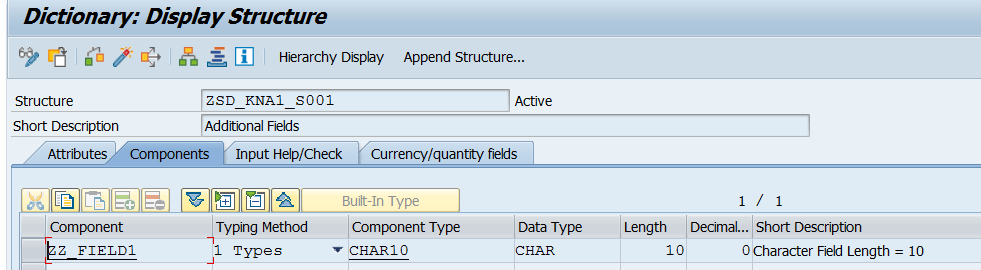 Dictionary: Display Structure
Hierarchy Display Append Structure...
Structure ZSD_KNA1_S001 Active
Short Description Additional Fields
Attributes Components Input Help/Check Currency/quantity fields
Built-In Type 1 / 1
Component Typing Method Component Type Data Type Length Decimal... Short Description
ZZ_FIELD1 1 Types CHAR10 CHAR 10 0 Character Field Length = 10